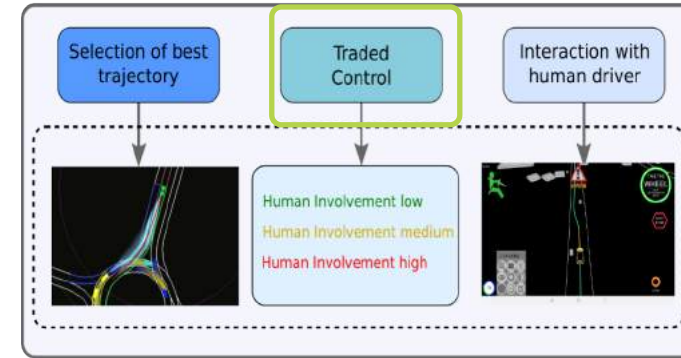 Selection of best
trajectory
Traded
Control
Interaction with
human driver
Human Involvement low
Human Involvement medium
Human Involvement high
WHEEL